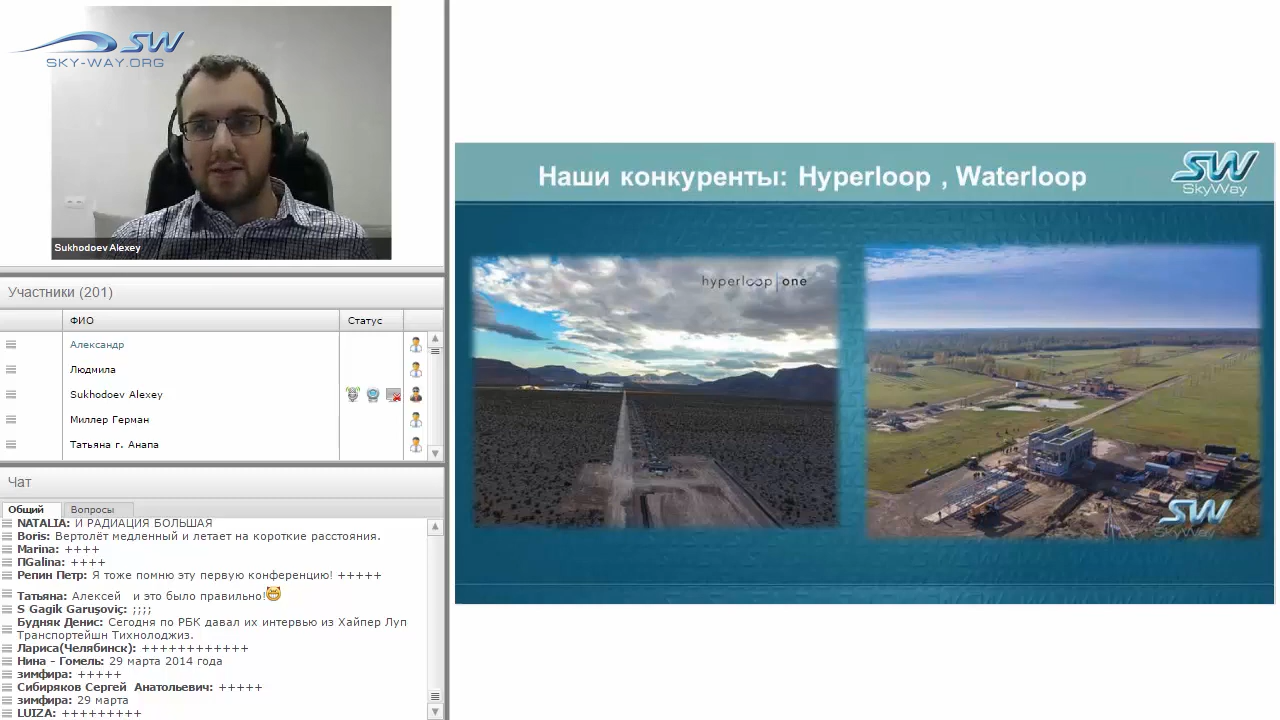 SW
SKY-WAY.ORG
Sukhodoev Alexey
Участники (201)
ФИО
Статус
Александр
Людмила
Sukhodoev Alexey
Миллер Герман
Татьяна г. Анапа
Чат
Общий
Вопросы
NATALIA: И РАДИАЦИЯ БОЛЬШАЯ
Boris: Вертолёт медленный и летает на короткие расстояния.
Marina: ++++
ПGalina: ++++
Репин Петр: Я тоже помню эту первую конференцию! +++++
Татьяна: Алексей и это было правильно!
S Gagik Garuşoviç: ;;;;
Будняк Денис: Сегодня по РБК давал их интервью из Хайпер Луп
Транспортейшн Тихнолоджиз.
Лариса(Челябинск): ++++++++++++
Нина - Гомель: 29 марта 2014 года
зимфира: +++++
Сибиряков Сергей Анатольевич: +++++
зимфира: 29 марта
LUIZA: +++++++++
Наши конкуренты: Hyperloop , Waterloop
SW
SkyWay
hyperloop one
SW
SKYWAY